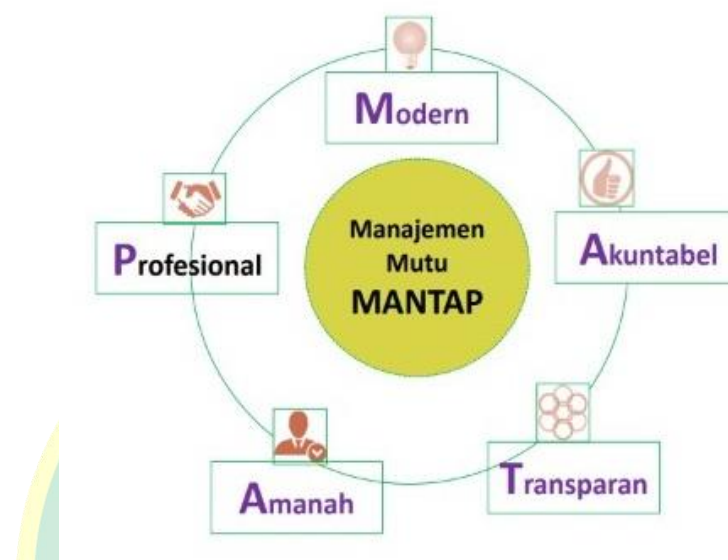 Modern
Akuntabel
Manajemen
Mutu
MANTAP
Profesional
Transparan
Amanah